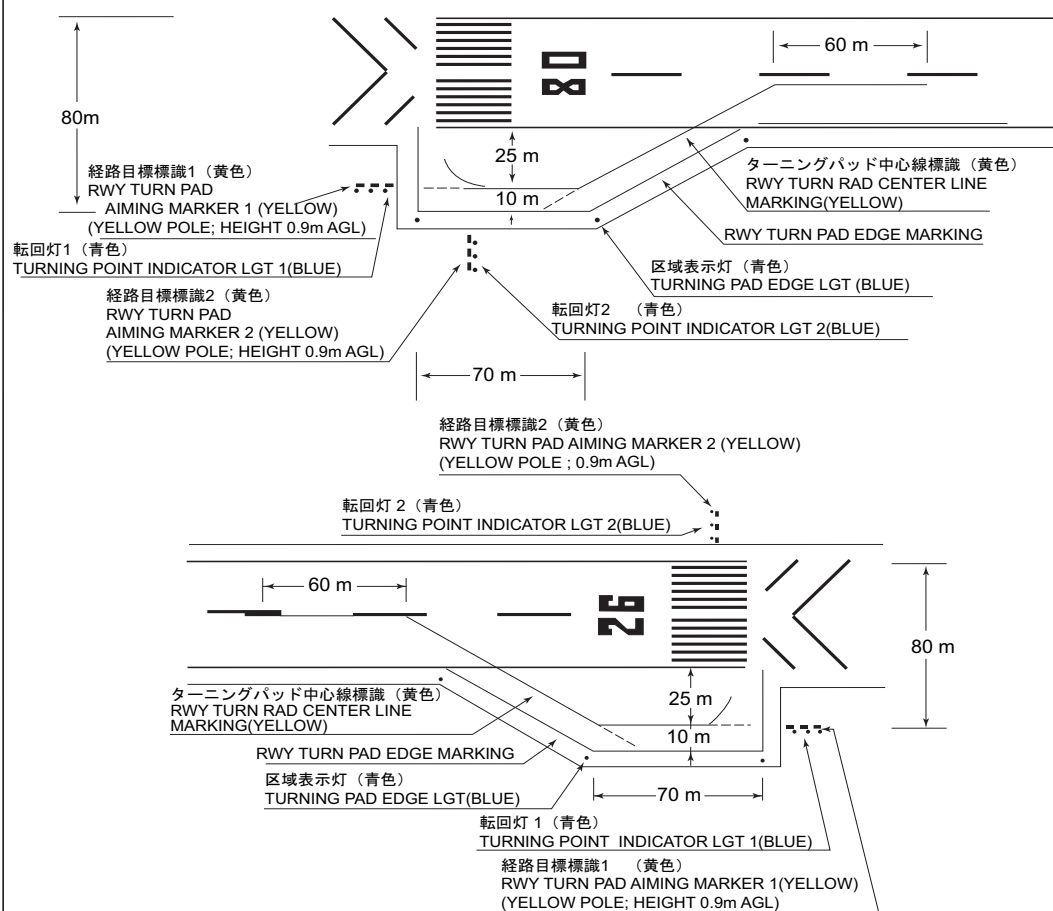 80m
08
60 m
25 m
10 m
経路目標標識1（黄色）
RWY TURN PAD
AIMING MARKER 1 (YELLOW)
(YELLOW POLE; HEIGHT 0.9m AGL)
転回灯1（青色）
TURNING POINT INDICATOR LGT 1(BLUE)
経路目標標識2（黄色）
RWY TURN PAD
AIMING MARKER 2 (YELLOW)
(YELLOW POLE; HEIGHT 0.9m AGL)
ターニングパッド中心線標識（黄色）
RWY TURN RAD CENTER LINE
MARKING(YELLOW)
RWY TURN PAD EDGE MARKING
区域表示灯（青色）
TURNING PAD EDGE LGT (BLUE)
転回灯2　（青色）
TURNING POINT INDICATOR LGT 2(BLUE)
70 m
経路目標標識2（黄色）
RWY TURN PAD AIMING MARKER 2 (YELLOW)
(YELLOW POLE ; 0.9m AGL)
転回灯 2（青色）
TURNING POINT INDICATOR LGT 2(BLUE)
60 m
26
80 m
25 m
10 m
ターニングパッド中心線標識（黄色）
RWY TURN RAD CENTER LINE
MARKING(YELLOW)
RWY TURN PAD EDGE MARKING
区域表示灯（青色）
TURNING PAD EDGE LGT(BLUE)
70 m
転回灯 1（青色）
TURNING POINT INDICATOR LGT 1(BLUE)
経路目標標識1　（黄色）
RWY TURN PAD AIMING MARKER 1(YELLOW)
(YELLOW POLE; HEIGHT 0.9m AGL)